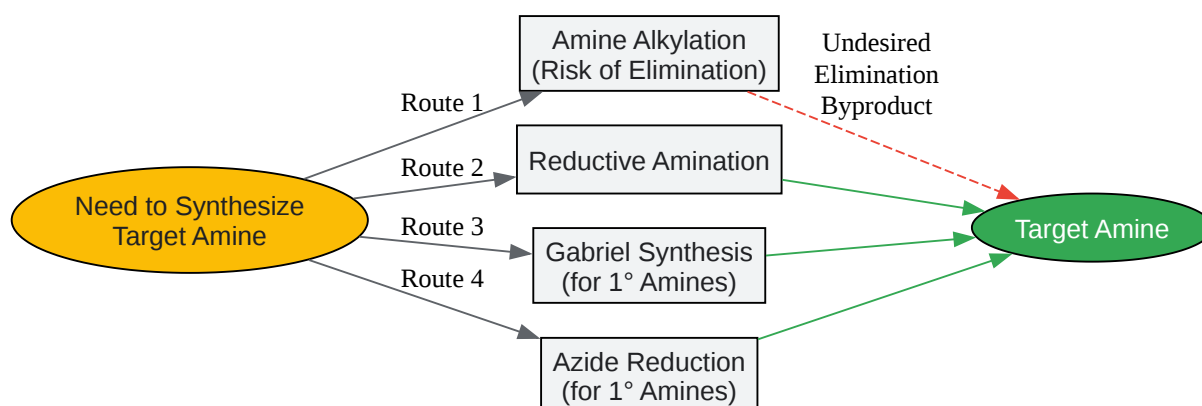 Amine Alkylation
(Risk of Elimination)
Undesired
Elimination
Byproduct
Route 1
Route 2
Reductive Amination
Need to Synthesize
Target Amine
Route 3
Gabriel Synthesis
(for 1° Amines)
Target Amine
Route 4
Azide Reduction
(for 1° Amines)